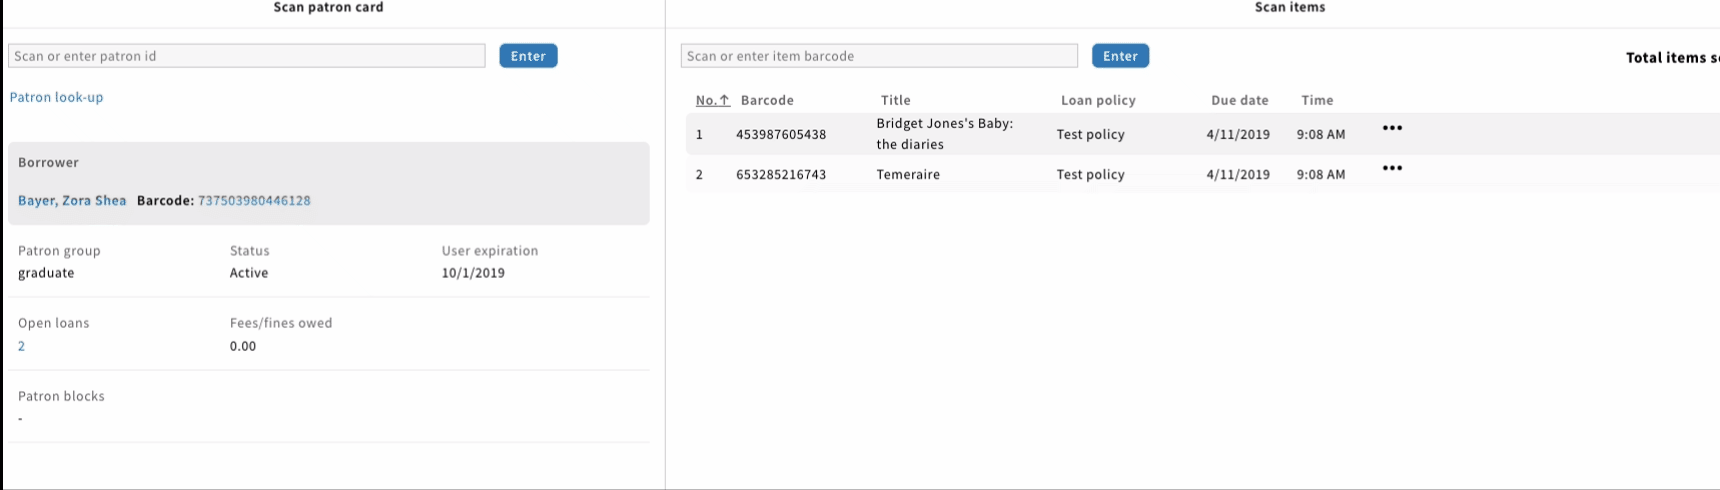 Scan patron card
Scan or enter patron id Enter
Patron look-up
Borrower
Bayer, Zora Shea Barcode: 737503980446128
Patron group Status User expiration
graduate Active 10/1/2019
Open loans Fees/fines owed
2 0.00
Patron blocks
-
Scan items
Scan or enter item barcode Enter Total items
No.↑ Barcode Title Loan policy Due date Time
1 453987605438 Bridget Jones's Baby: Test policy 4/11/2019 9:08 AM •••
the diaries
2 653285216743 Temeraire Test policy 4/11/2019 9:08 AM •••